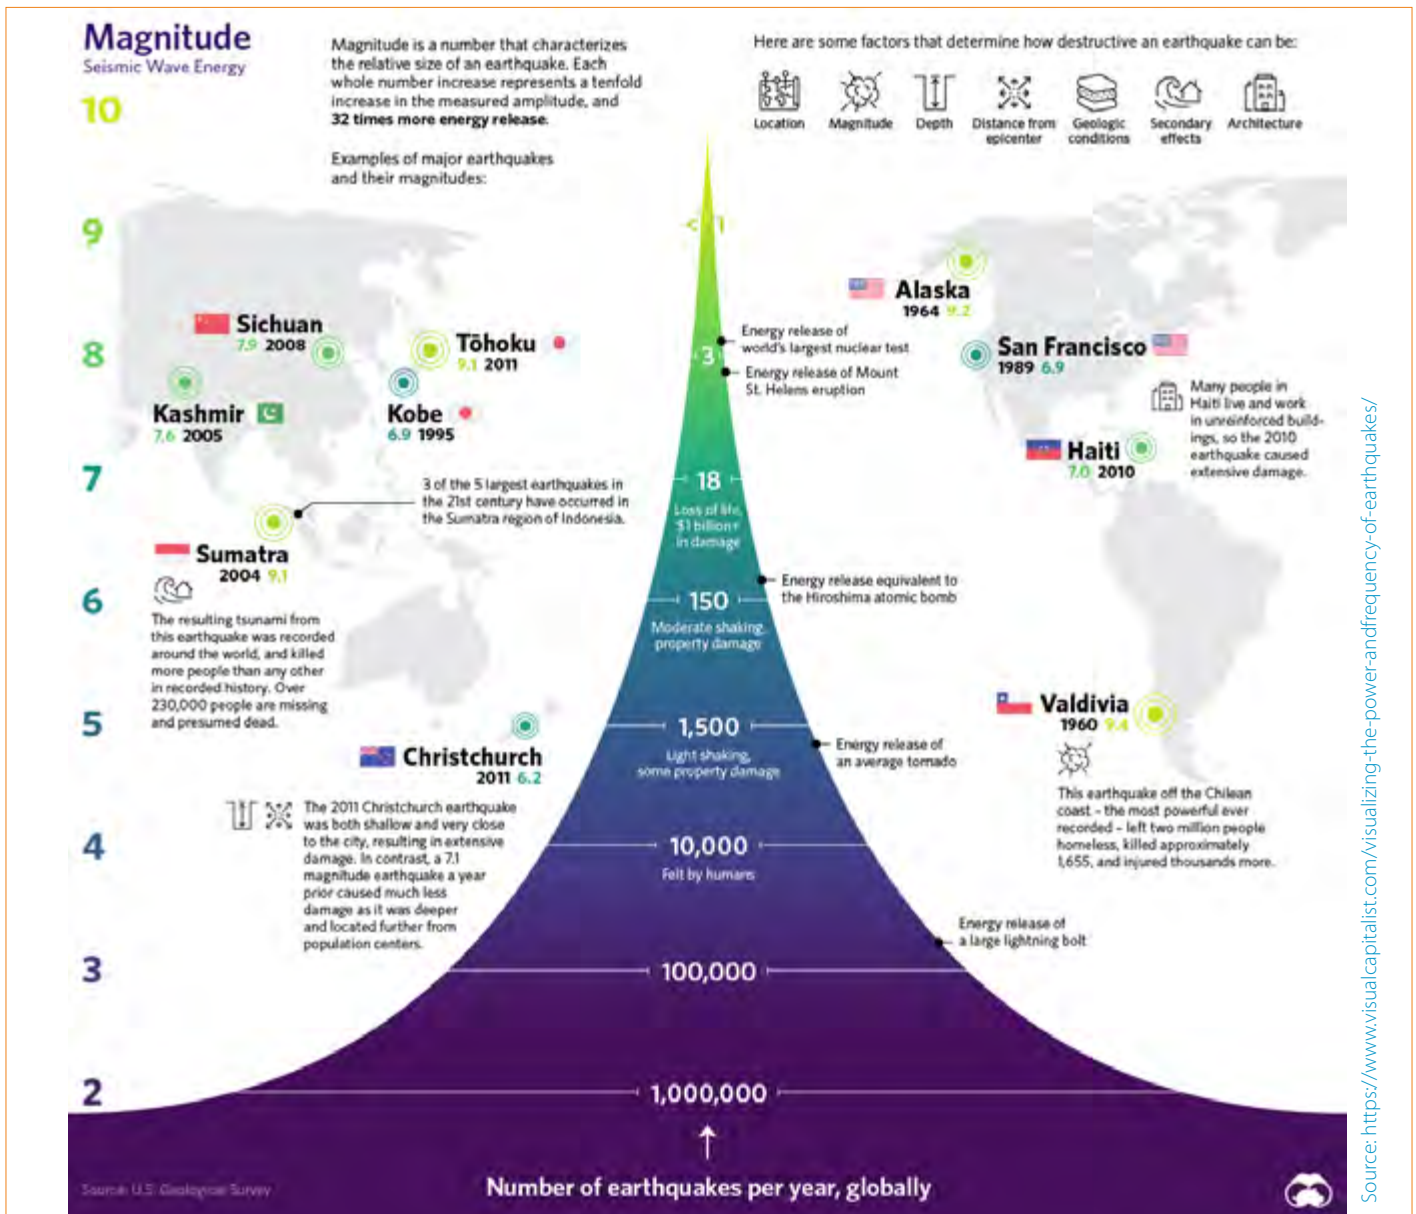 Magnitude
Seismic Wave Energy
Magnitude is a number that characterizes
the relative size of an earthquake. Each
whole number increase represents a tenfold
increase in the measured amplitude, and
32 times more energy release.
Examples of major earthquakes
and their magnitudes:
Here are some factors that determine how destructive an earthquake can be:
Location
Magnitude
Depth
Distance from
epicenter
Geologic
conditions
Secondary
effects
Architecture
10
9
8
7
6
5
4
3
2
< 1
3
18
Loss of life,
$1 billion+
in damage
150
Moderate shaking,
property damage
1,500
Light shaking,
some property damage
10,000
Felt by humans
100,000
1,000,000
Number of earthquakes per year, globally
Sichuan
7.9 2008
Tōhoku
9.1 2011
Kashmir
7.6 2005
Kobe
6.9 1995
3 of the 5 largest earthquakes in
the 21st century have occurred in
the Sumatra region of Indonesia.
Sumatra
2004 9.1
The resulting tsunami from
this earthquake was recorded
around the world, and killed
more people than any other
in recorded history. Over
230,000 people are missing
and presumed dead.
Christchurch
2011 6.2
The 2011 Christchurch earthquake
was both shallow and very close
to the city, resulting in extensive
damage. In contrast, a 7.1
magnitude earthquake a year
prior caused much less
damage as it was deeper
and located further from
population centers.
Energy release of
world's largest nuclear test
Energy release of Mount
St. Helens eruption
Energy release equivalent to
the Hiroshima atomic bomb
Energy release of
an average tornado
Energy release of
a large lightning bolt
Alaska
1964 9.2
San Francisco
1989 6.9
Many people in
Haiti live and work
in unreinforced build-
ings, so the 2010
earthquake caused
extensive damage.
Haiti
7.0 2010
Valdivia
1960 9.4
This earthquake off the Chilean
coast – the most powerful ever
recorded – left two million people
homeless, killed approximately
1,655, and injured thousands more.
Source: U.S. Geological Survey
Source: https://www.visualcapitalist.com/visualizing-the-power-andfrequency-of-earthquakes/